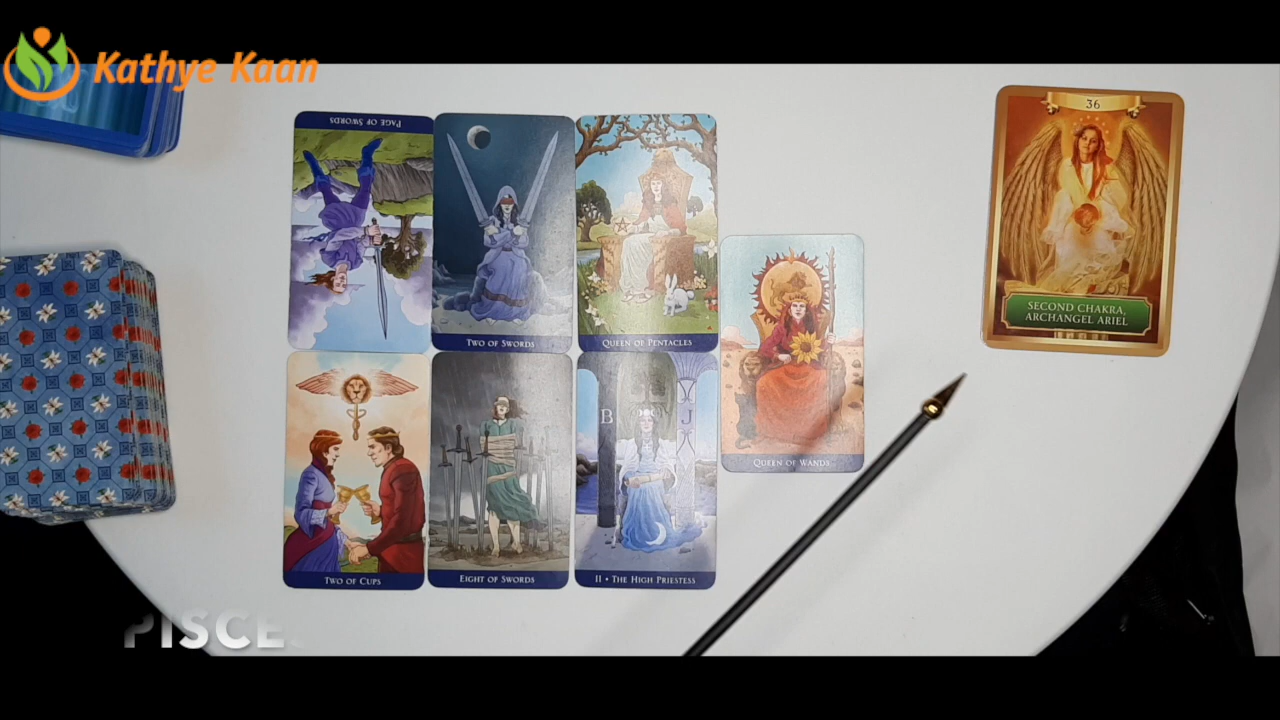 Kathye Kaan
PAGE OF SWORDS
TWO OF SWORDS
QUEEN OF PENTACLES
QUEEN OF WANDS
36
SECOND CHAKRA,
ARCHANGEL ARIEL
B
J
TWO OF CUPS
EIGHT OF SWORDS
II • THE HIGH PRIESTESS
PISCE